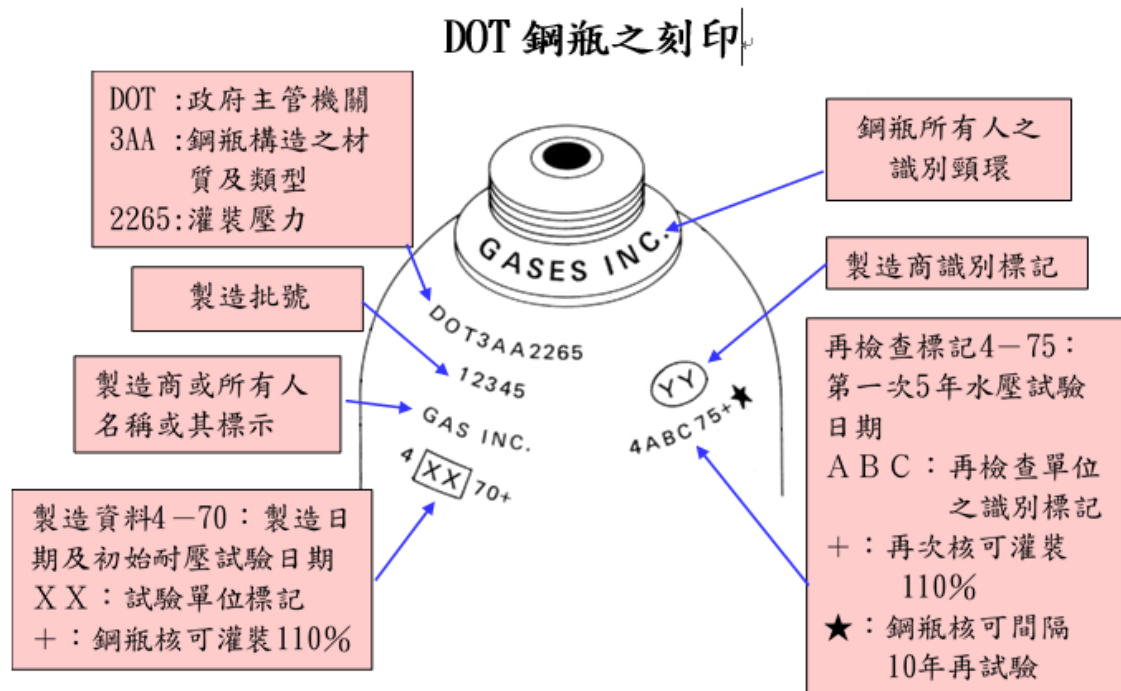 DOT 鋼瓶之刻印
DOT :政府主管機關
3AA :鋼瓶構造之材
質及類型
2265:灌裝壓力
製造批號
製造商或所有人
名稱或其標示
製造資料4－70：製造日
期及初始耐壓試驗日期
ＸＸ：試驗單位標記
＋：鋼瓶核可灌裝110%
GASES INC.
DOT3AA2265
12345
GAS INC.
4 XX 70+
YY
4ABC75+★
鋼瓶所有人之
識別頸環
製造商識別標記
再檢查標記4－75：
第一次5年水壓試驗
日期
ＡＢＣ：再檢查單位
之識別標記
＋：再次核可灌裝
110%
★：鋼瓶核可間隔
10年再試驗